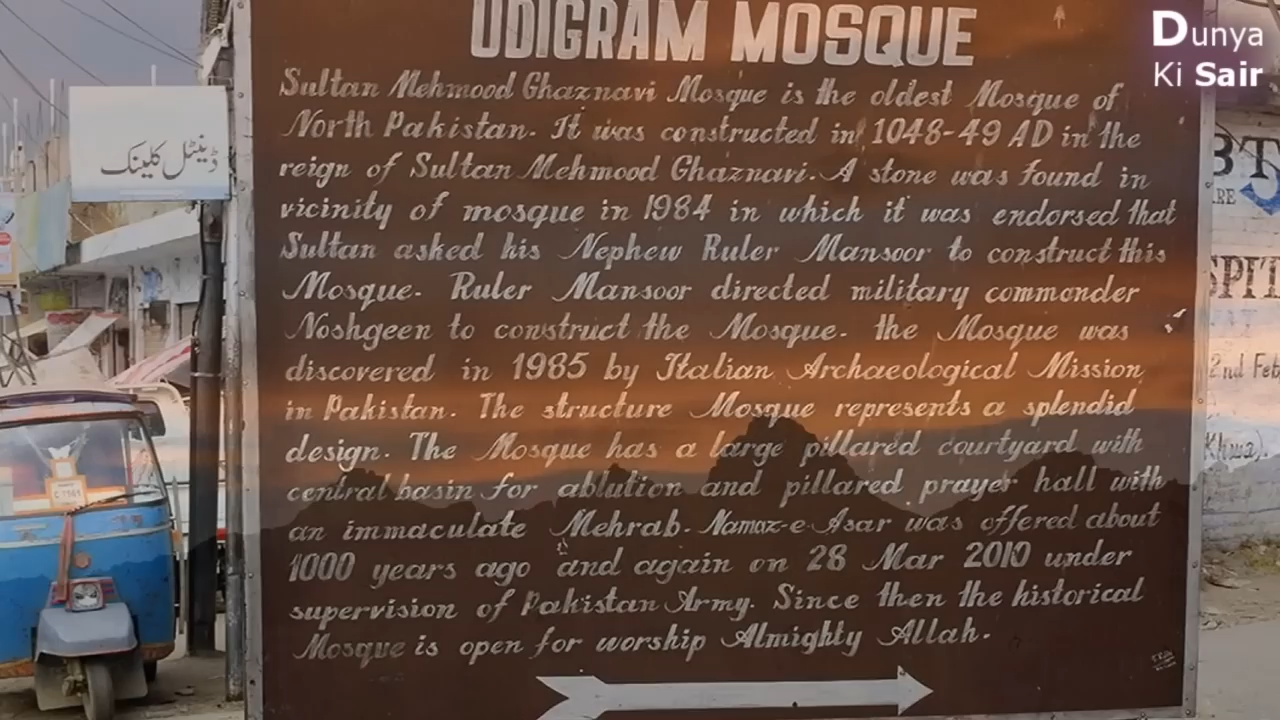 UDIGRAM MOSQUE
Sultan Mehmood Ghaznavi Mosque is the oldest Mosque of
North Pakistan. It was constructed in 1048-49 AD in the
reign of Sultan Mehmood Ghaznavi. A stone was found in
vicinity of mosque in 1984 in which it was endorsed that
Sultan asked his Nephew Ruler Mansoor to construct this
Mosque. Ruler Mansoor directed military commander
Noshgeen to construct the Mosque. the Mosque was
discovered in 1985 by Italian Archaeological Mission
in Pakistan. The structure Mosque represents a splendid
design. The Mosque has a large pillared courtyard with
central basin for ablution and pillared prayer hall with
an immaculate Mehrab. Namaz-e-Asar was offered about
1000 years ago and again on 28 Mar 2010 under
supervision of Pakistan Army. Since then the historical
Mosque is open for worship Almighty Allah.
Dunya
Ki Sair
ڈینٹل کلینک
2nd